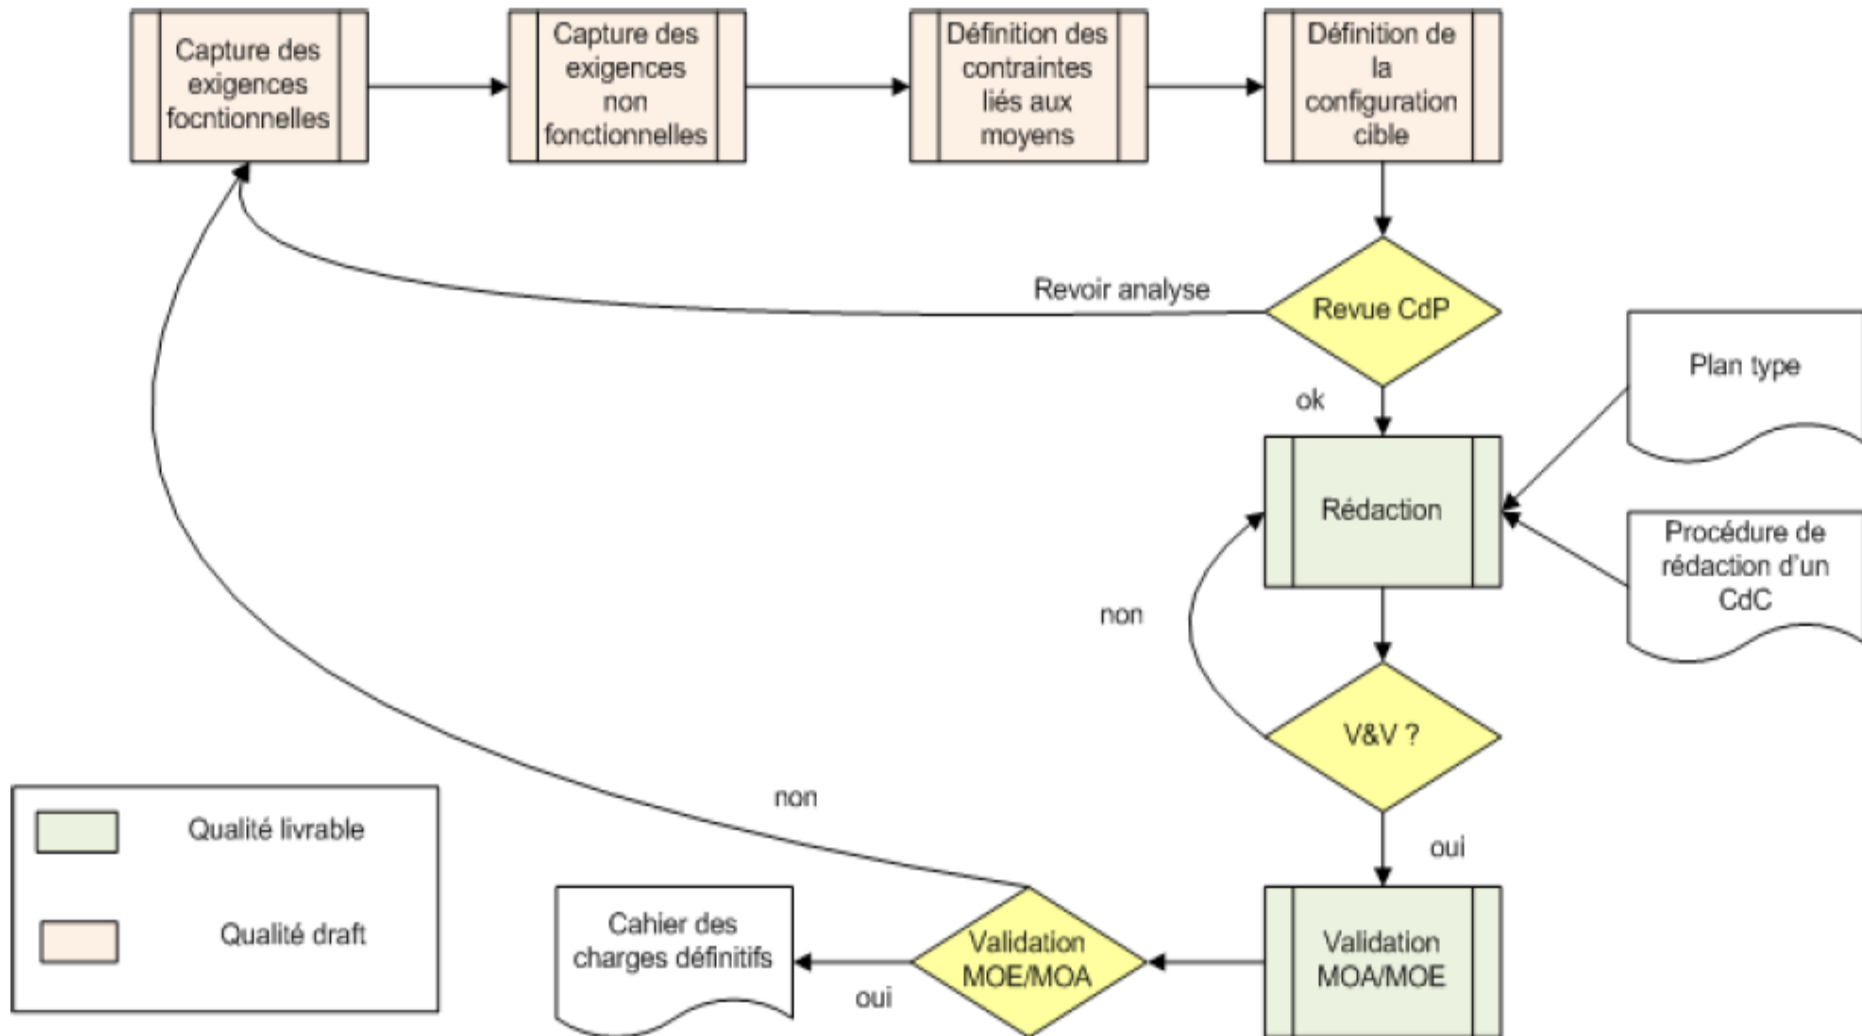 Capture des
exigences
focntionnelles
Capture des
exigences
non
fonctionnelles
Définition des
contraintes
liés aux
moyens
Définition de
la
configuration
cible
Revoir analyse
Revue CdP
Plan type
ok
Rédaction
Procédure de
rédaction d'un
CdC
non
V&V ?
non
oui
Qualité livrable
Qualité draft
Cahier des
charges définitifs
oui
Validation
MOE/MOA
Validation
MOA/MOE